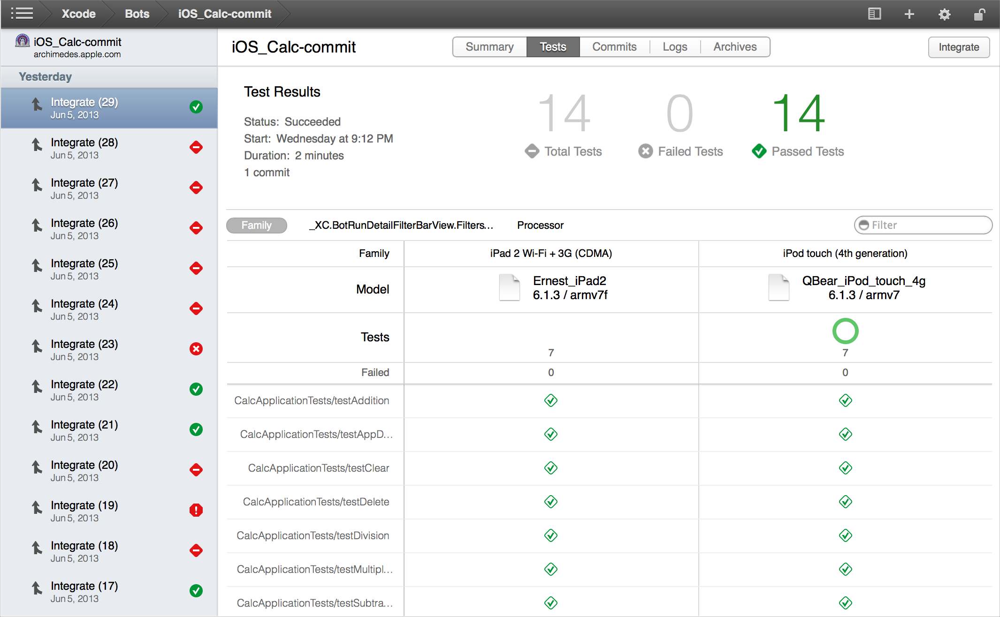 Xcode
Bots
iOS_Calc-commit
iOS_Calc-commit
archimedes.apple.com
Yesterday
Integrate (29)
Jun 5, 2013
Integrate (28)
Jun 5, 2013
Integrate (27)
Jun 5, 2013
Integrate (26)
Jun 5, 2013
Integrate (25)
Jun 5, 2013
Integrate (24)
Jun 5, 2013
Integrate (23)
Jun 5, 2013
Integrate (22)
Jun 5, 2013
Integrate (21)
Jun 5, 2013
Integrate (20)
Jun 5, 2013
Integrate (19)
Jun 5, 2013
Integrate (18)
Jun 5, 2013
Integrate (17)
Jun 5, 2013
iOS_Calc-commit
Summary
Tests
Commits
Logs
Archives
Integrate
Test Results
Status: Succeeded
Start: Wednesday at 9:12 PM
Duration: 2 minutes
1 commit
14
Total Tests
0
Failed Tests
14
Passed Tests
Family
_XC.BotRunDetailFilterBarView.Filters...
Processor
Filter
Family
iPad 2 Wi-Fi + 3G (CDMA)
iPod touch (4th generation)
Model
Ernest_iPad2
6.1.3 / armv7f
QBear_iPod_touch_4g
6.1.3 / armv7
Tests
7
7
Failed
0
0
CalcApplicationTests/testAddition
CalcApplicationTests/testAppD...
CalcApplicationTests/testClear
CalcApplicationTests/testDelete
CalcApplicationTests/testDivision
CalcApplicationTests/testMultipl...
CalcApplicationTests/testSubtra...